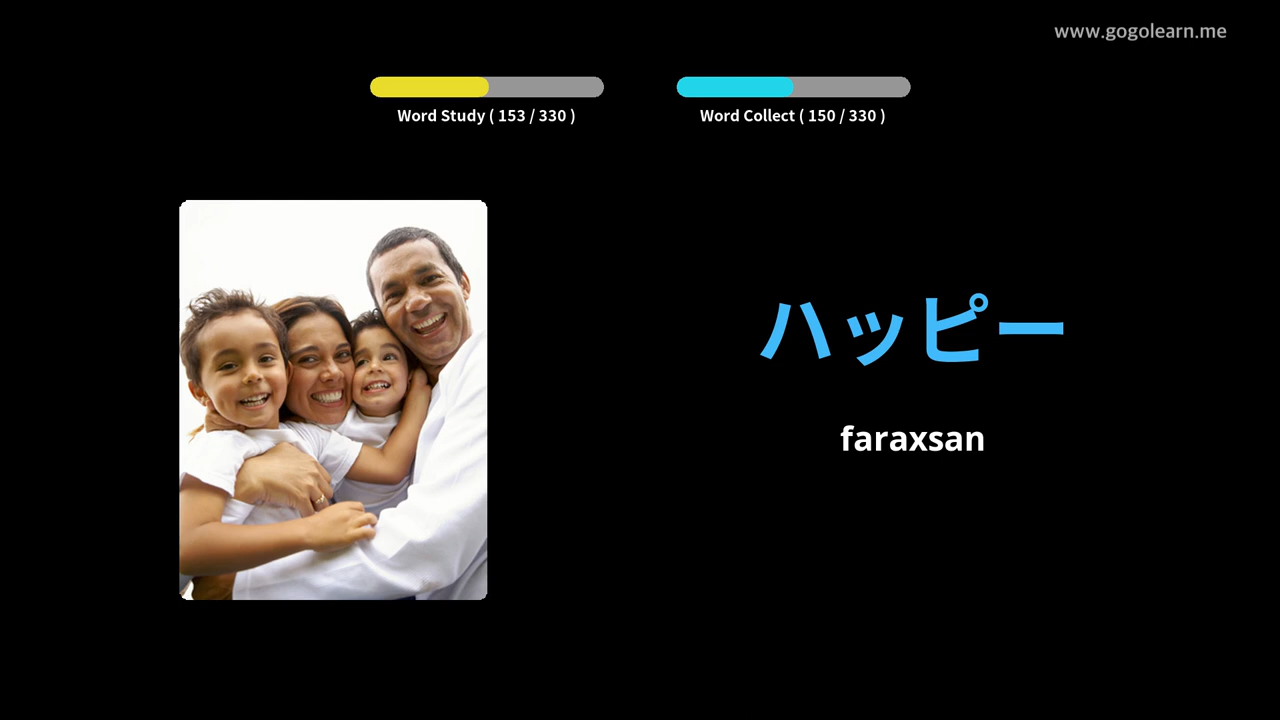 www.gogolearn.me
Word Study ( 153 / 330 )
Word Collect ( 150 / 330 )
ハッピー
faraxsan